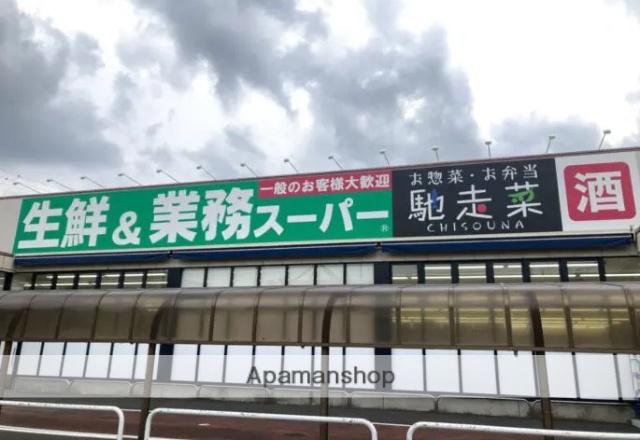 一般のお客様大歓迎
生鮮&業務スーパー®
お惣菜・お弁当
馳走菜
CHISOUNA
酒
Apamanshop